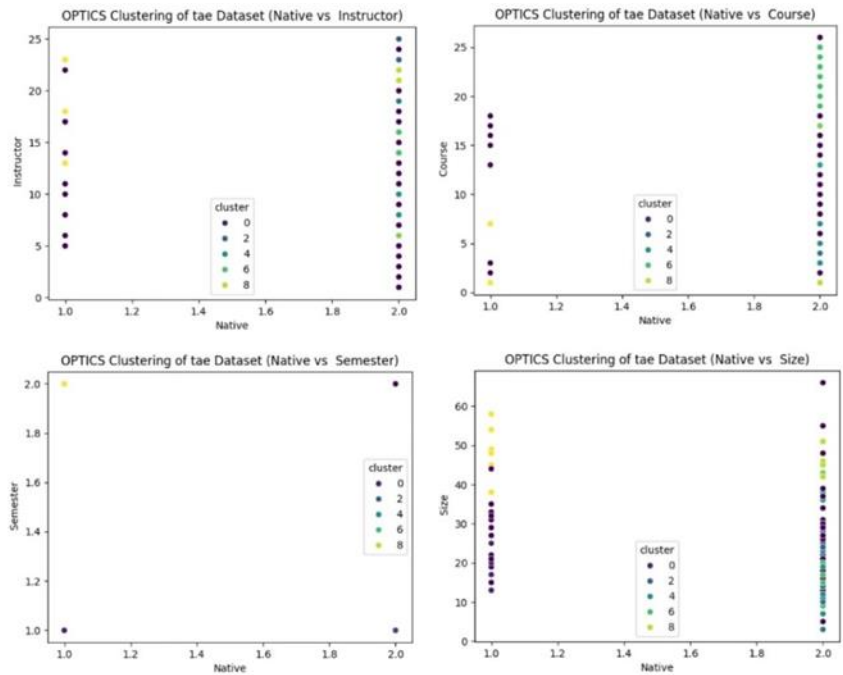 OPTICS Clustering of tae Dataset (Native vs  Instructor)
25
20
15
10
5
0
Instructor
cluster
0
2
4
6
8
1.0 1.2 1.4 1.6 1.8 2.0
Native
OPTICS Clustering of tae Dataset (Native vs  Course)
25
20
15
10
5
0
Course
cluster
0
2
4
6
8
1.0 1.2 1.4 1.6 1.8 2.0
Native
OPTICS Clustering of tae Dataset (Native vs  Semester)
2.0
1.8
1.6
1.4
1.2
1.0
Semester
cluster
0
2
4
6
8
1.0 1.2 1.4 1.6 1.8 2.0
Native
OPTICS Clustering of tae Dataset (Native vs  Size)
60
50
40
30
20
10
0
Size
cluster
0
2
4
6
8
1.0 1.2 1.4 1.6 1.8 2.0
Native